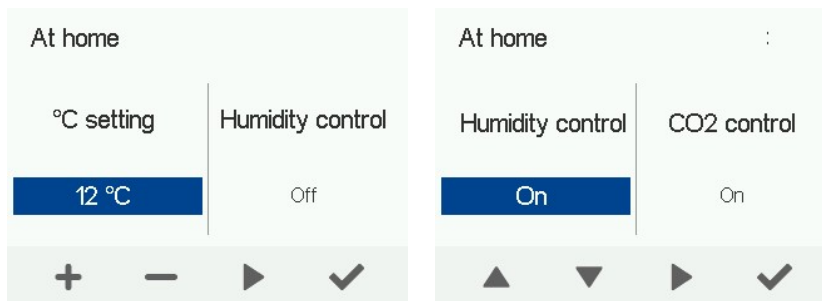 At home
°C setting Humidity control
12 °C Off
At home :
Humidity control CO2 control
On On